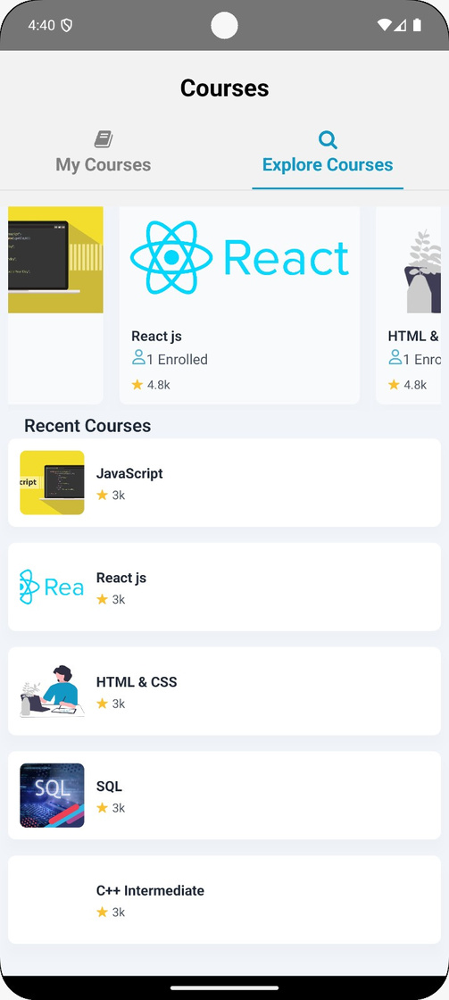 4:40
Courses
My Courses
Explore Courses
React
React js
1 Enrolled
4.8k
HTML &
1 Enro
4.8k
Recent Courses
cript
JavaScript
3k
Rea
React js
3k
HTML & CSS
3k
SQL
SQL
3k
C++ Intermediate
3k